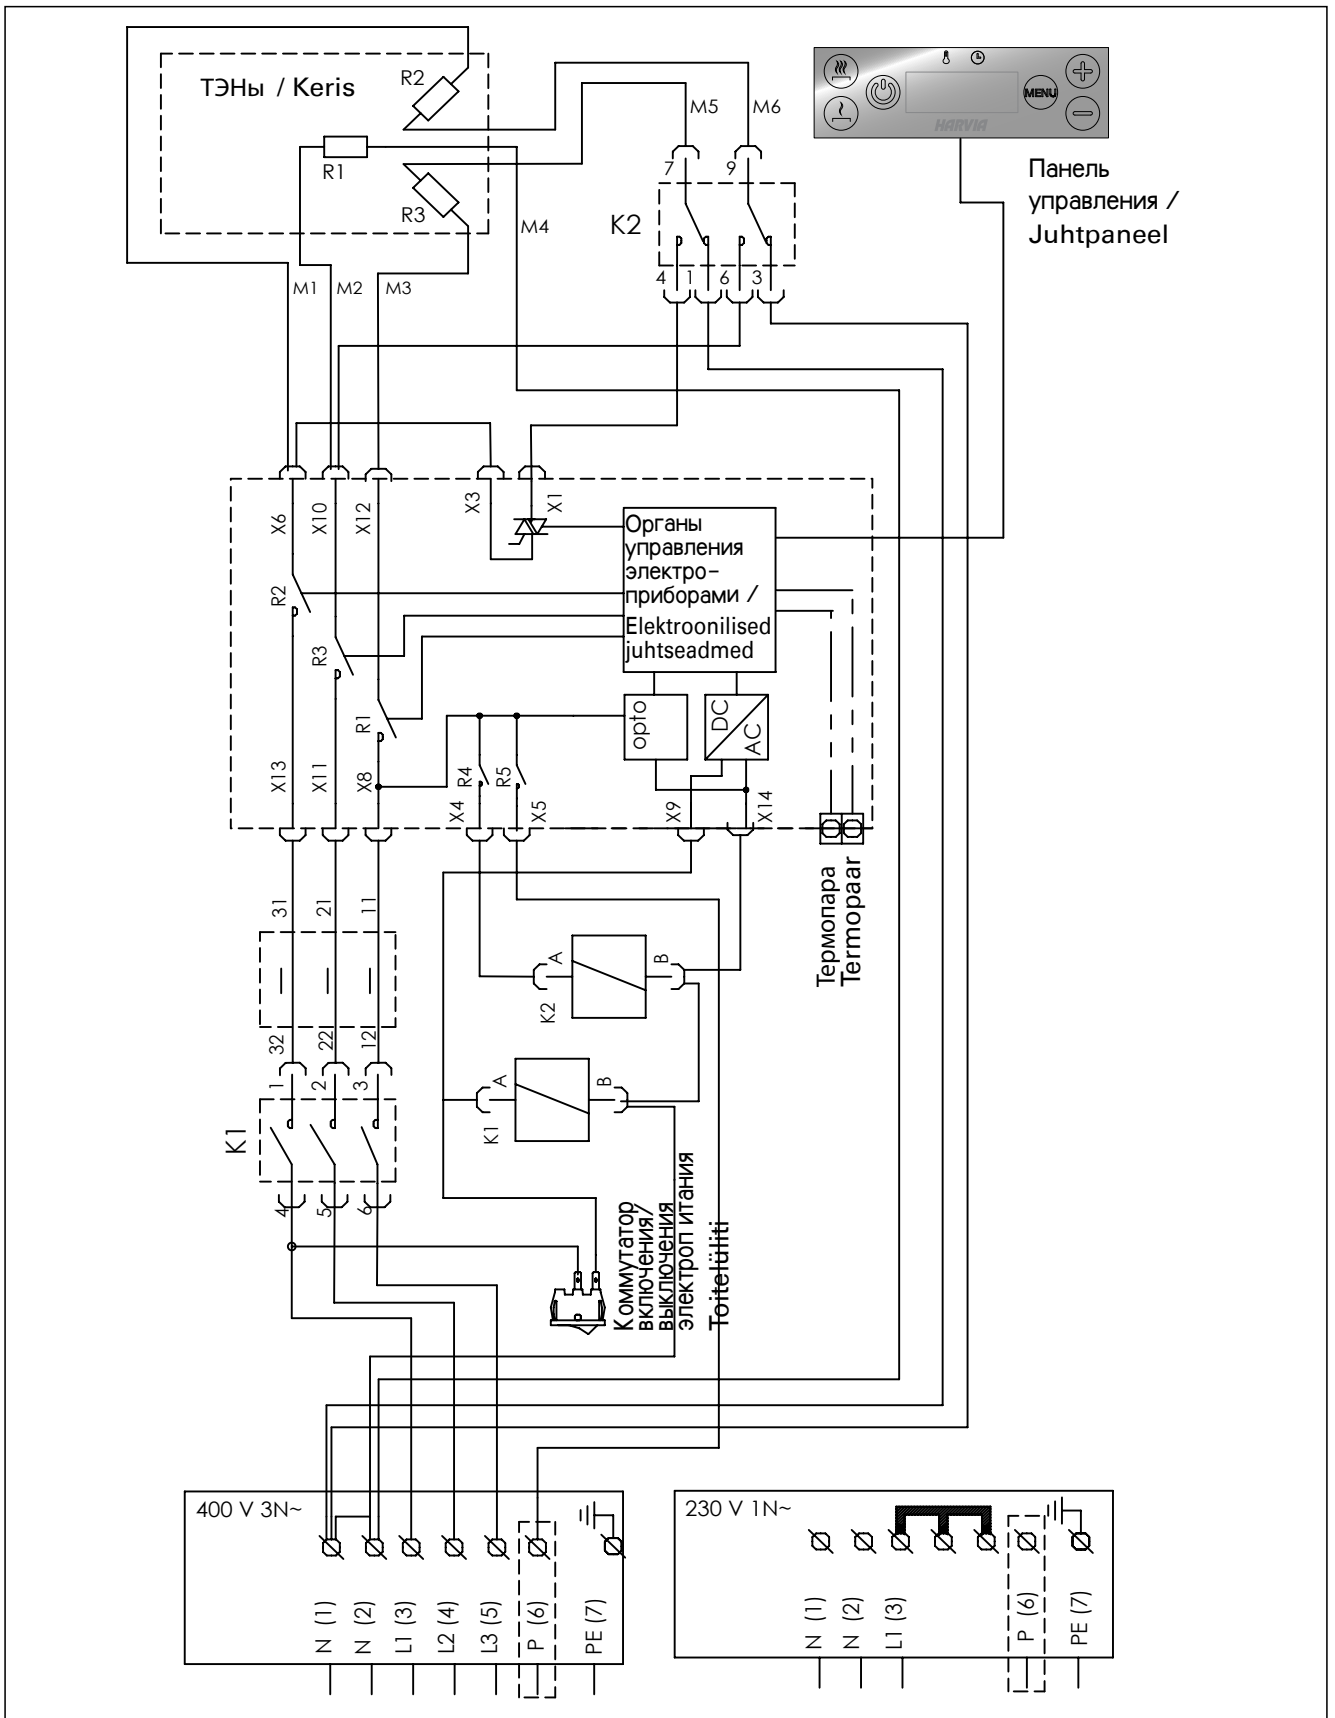 ТЭНы / Keris
R2
R1
R3
M5
M6
M4
M1
M2
M3
MENU
HARVIA
Панель
управления /
Juhtpaneel
7
9
K2
4
1
6
3
X6
X10
X12
X3
X1
Органы
управления
электро-
приборами /
Elektroonilised
juhtseadmed
R2
R3
R1
opto
DC
AC
X13
X11
X8
R4
R5
X4
X5
X9
X14
Термопара
Termopaar
31
21
11
32
22
12
A
B
K2
A
B
K1
1
2
3
K1
4
5
6
Коммутатор
включения/
выключения
электроп итания
Toitelüliti
400 V 3N~
N (1)
N (2)
L1 (3)
L2 (4)
L3 (5)
P (6)
PE (7)
230 V 1N~
N (1)
N (2)
L1 (3)
P (6)
PE (7)